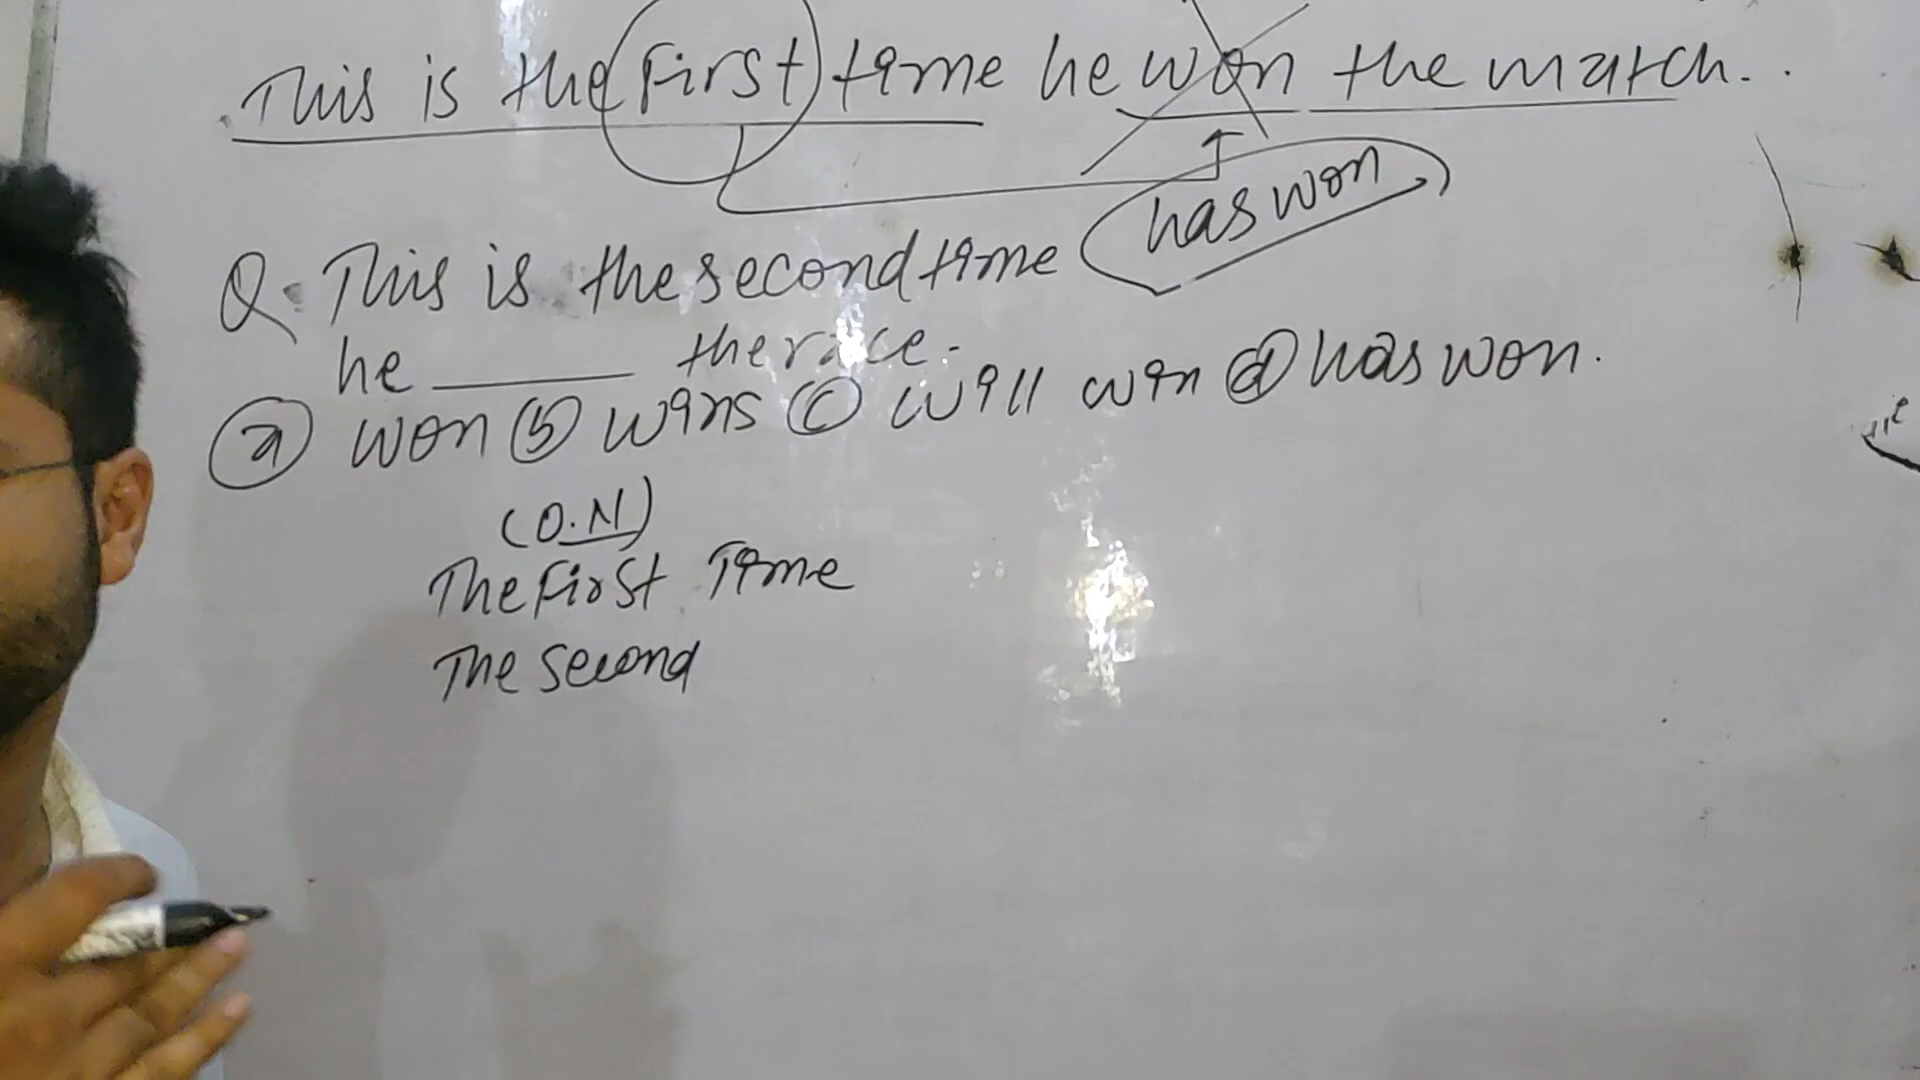 This is the First time he won the match..
has won
Q. This is the second time
he ______ the race.
(a) won (b) wins (c) will win (d) has won.
(O.N)
The First Time
The Second